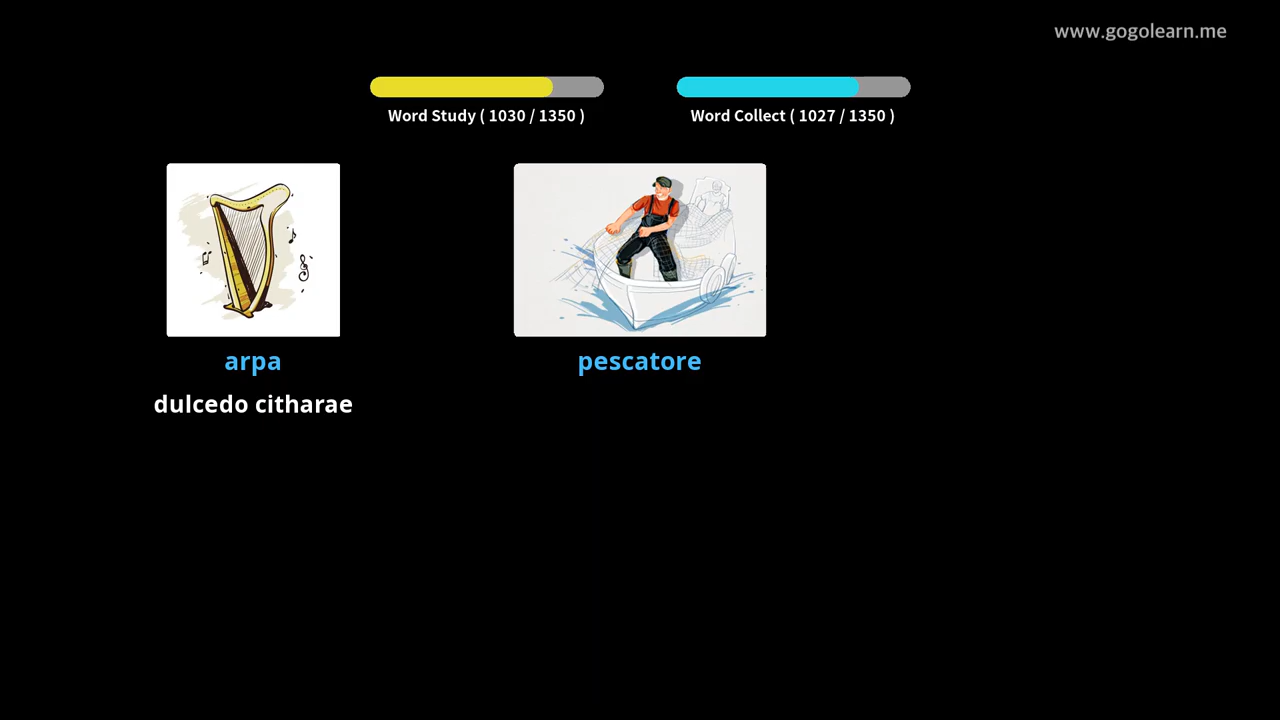 www.gogolearn.me
Word Study ( 1030 / 1350 )
Word Collect ( 1027 / 1350 )
arpa
pescatore
dulcedo citharae